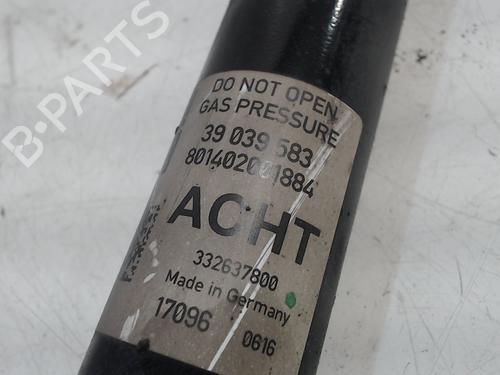 B-PARTS
DO NOT OPEN
GAS PRESSURE
39 039 583
801402001884
ACHT
332637800
Made in Germany
17096 0616